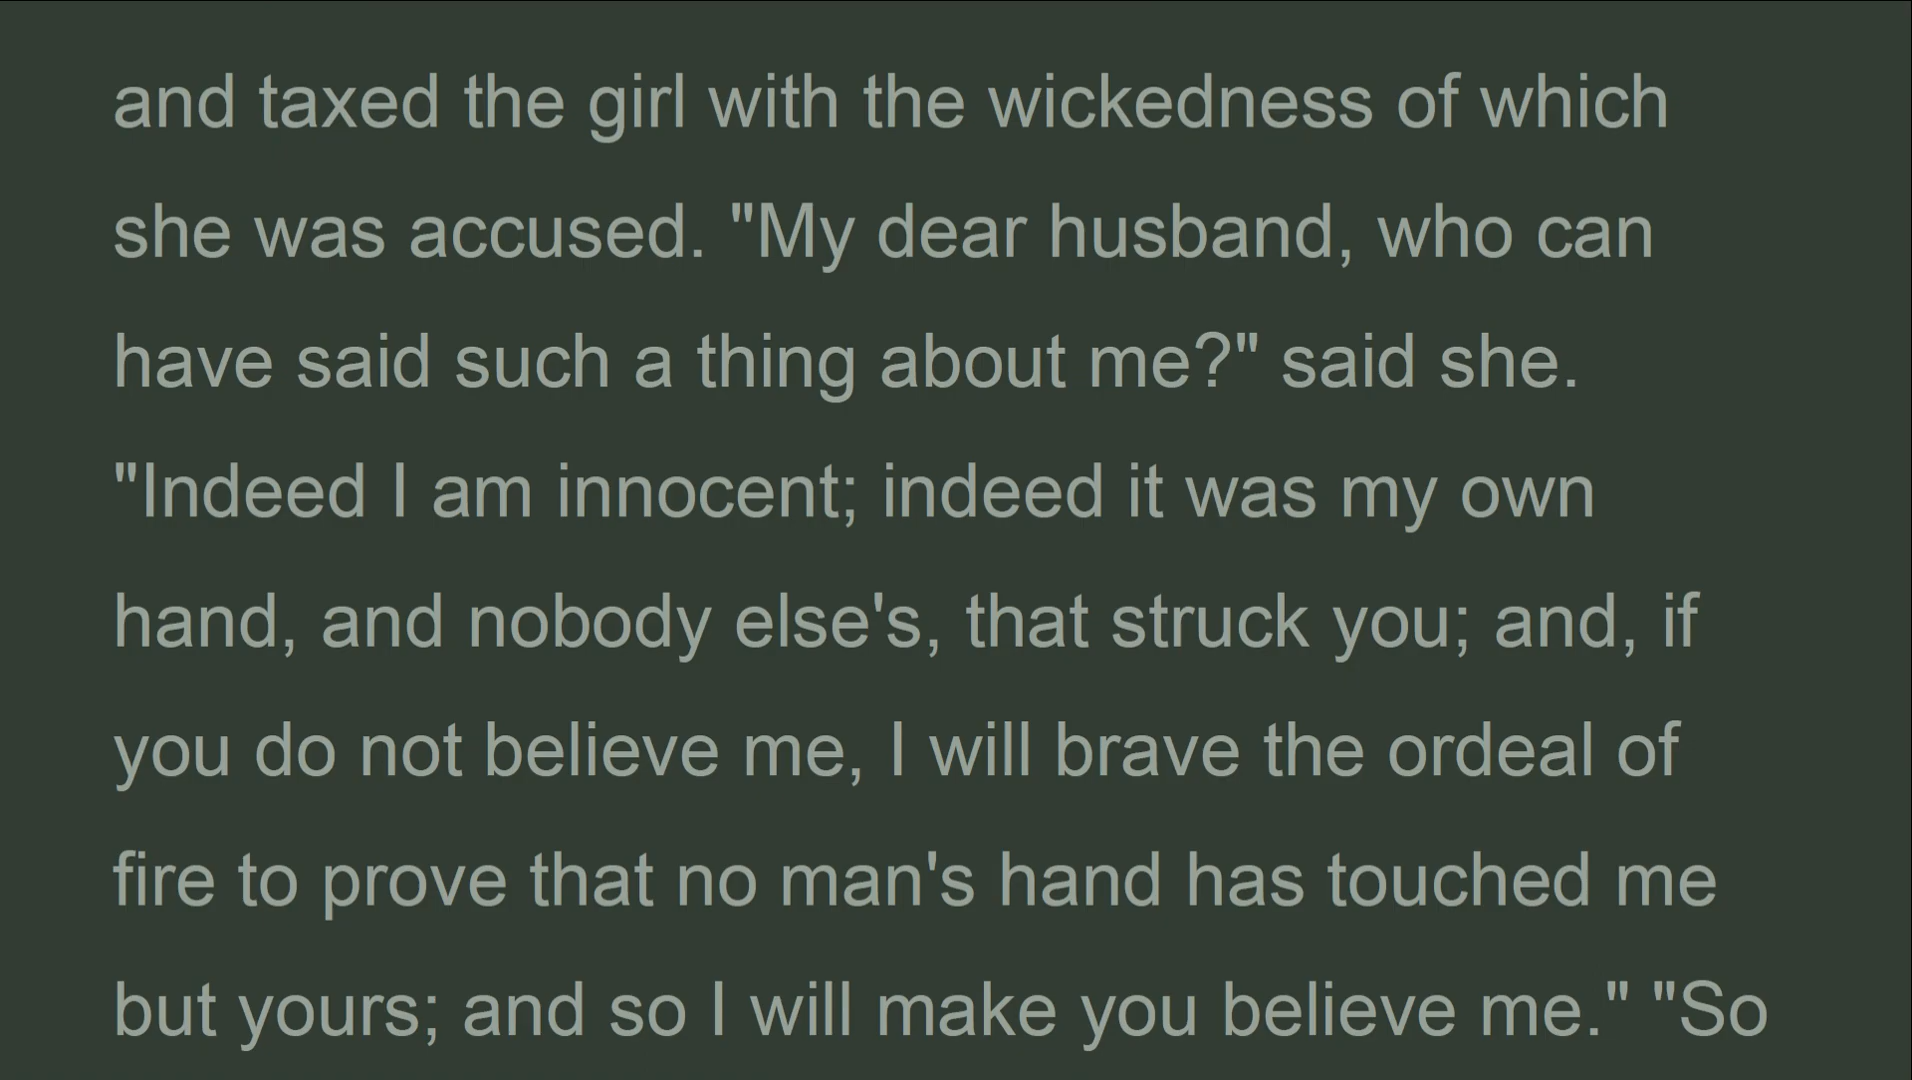 and taxed the girl with the wickedness of which
she was accused. "My dear husband, who can
have said such a thing about me?" said she.
"Indeed I am innocent; indeed it was my own
hand, and nobody else's, that struck you; and, if
you do not believe me, I will brave the ordeal of
fire to prove that no man's hand has touched me
but yours; and so I will make you believe me." "So